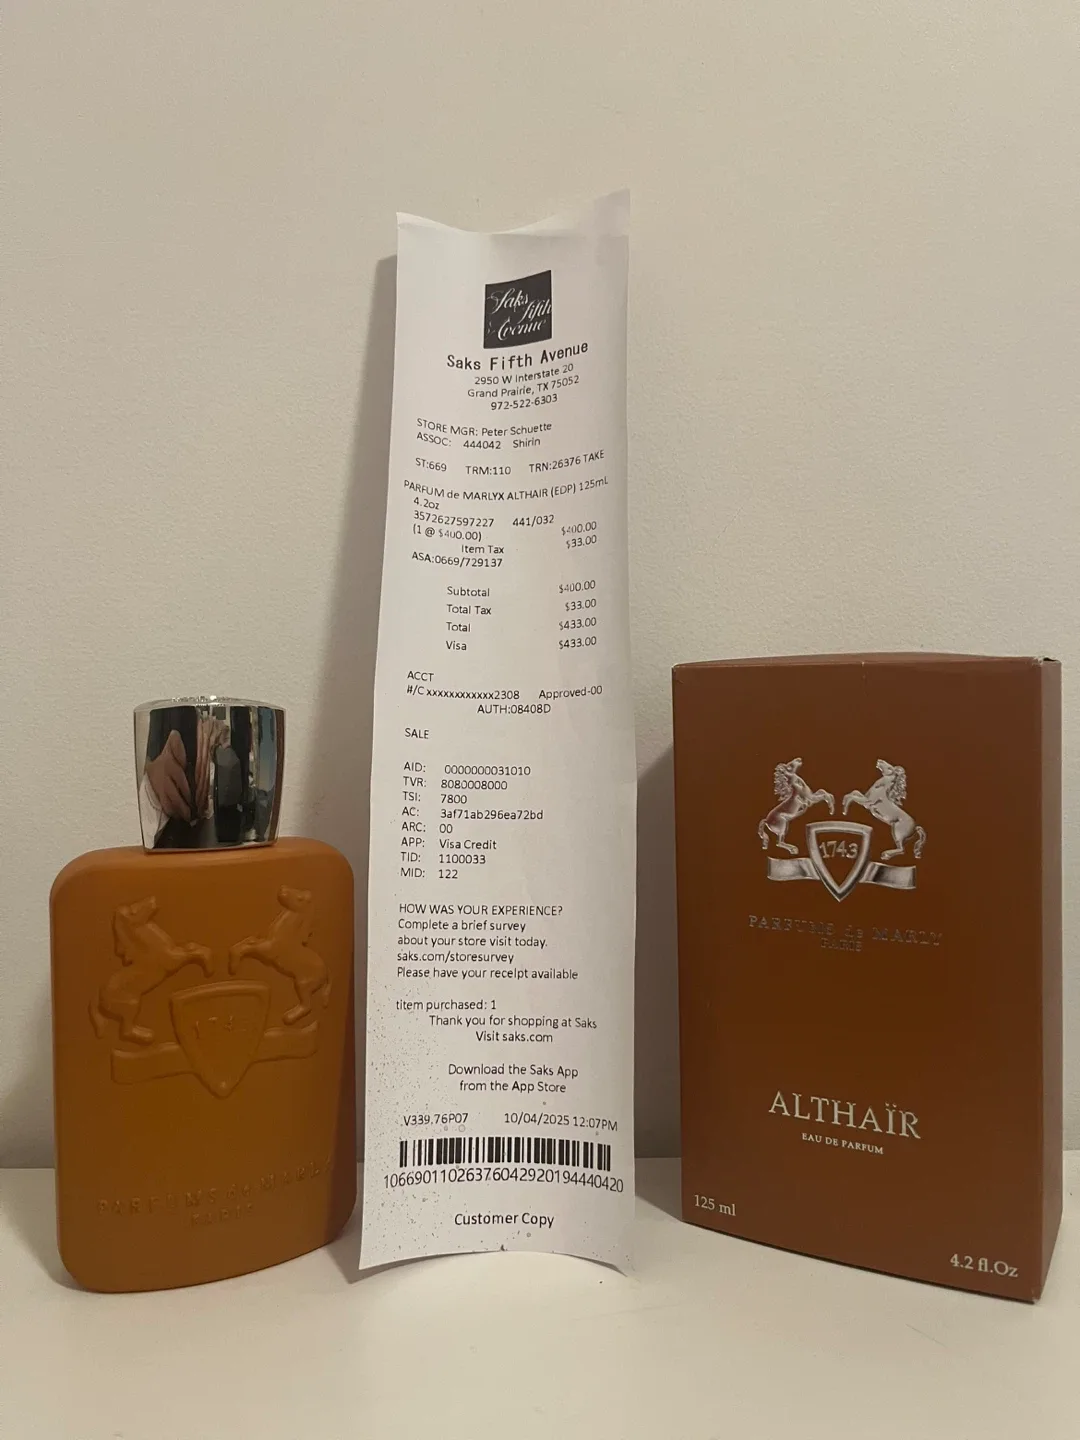 Saks
fifth
Avenue
Saks Fifth Avenue
2950 W Interstate 20
Grand Prairie, TX 75052
972-522-6303
STORE MGR: Peter Schuette
ASSOC: 444042 Shirin
ST:669 TRM:110 TRN:26376 TAKE
PARFUM de MARLYX ALTHAIR (EDP) 125mL
4.2oz
3572627597227 441/032
(1 @ $400.00) $400.00
Item Tax $33.00
ASA:0669/729137
Subtotal $400.00
Total Tax $33.00
Total $433.00
Visa $433.00
ACCT
#/C xxxxxxxxxxxx2308 Approved-00
AUTH:08408D
SALE
AID: 0000000031010
TVR: 8080008000
TSI: 7800
AC: 3af71ab296ea72bd
ARC: 00
APP: Visa Credit
TID: 1100033
MID: 122
HOW WAS YOUR EXPERIENCE?
Complete a brief survey
about your store visit today.
saks.com/storesurvey
Please have your receipt available
titem purchased: 1
Thank you for shopping at Saks
Visit saks.com
Download the Saks App
from the App Store
V339.76P07 10/04/2025 12:07PM
10669011026376042920194440420
Customer Copy
1743
PARFUMS de MARLY
PARIS
1743
PARFUMS de MARLY
PARIS
ALTHAÏR
EAU DE PARFUM
125 ml
4.2 fl.Oz